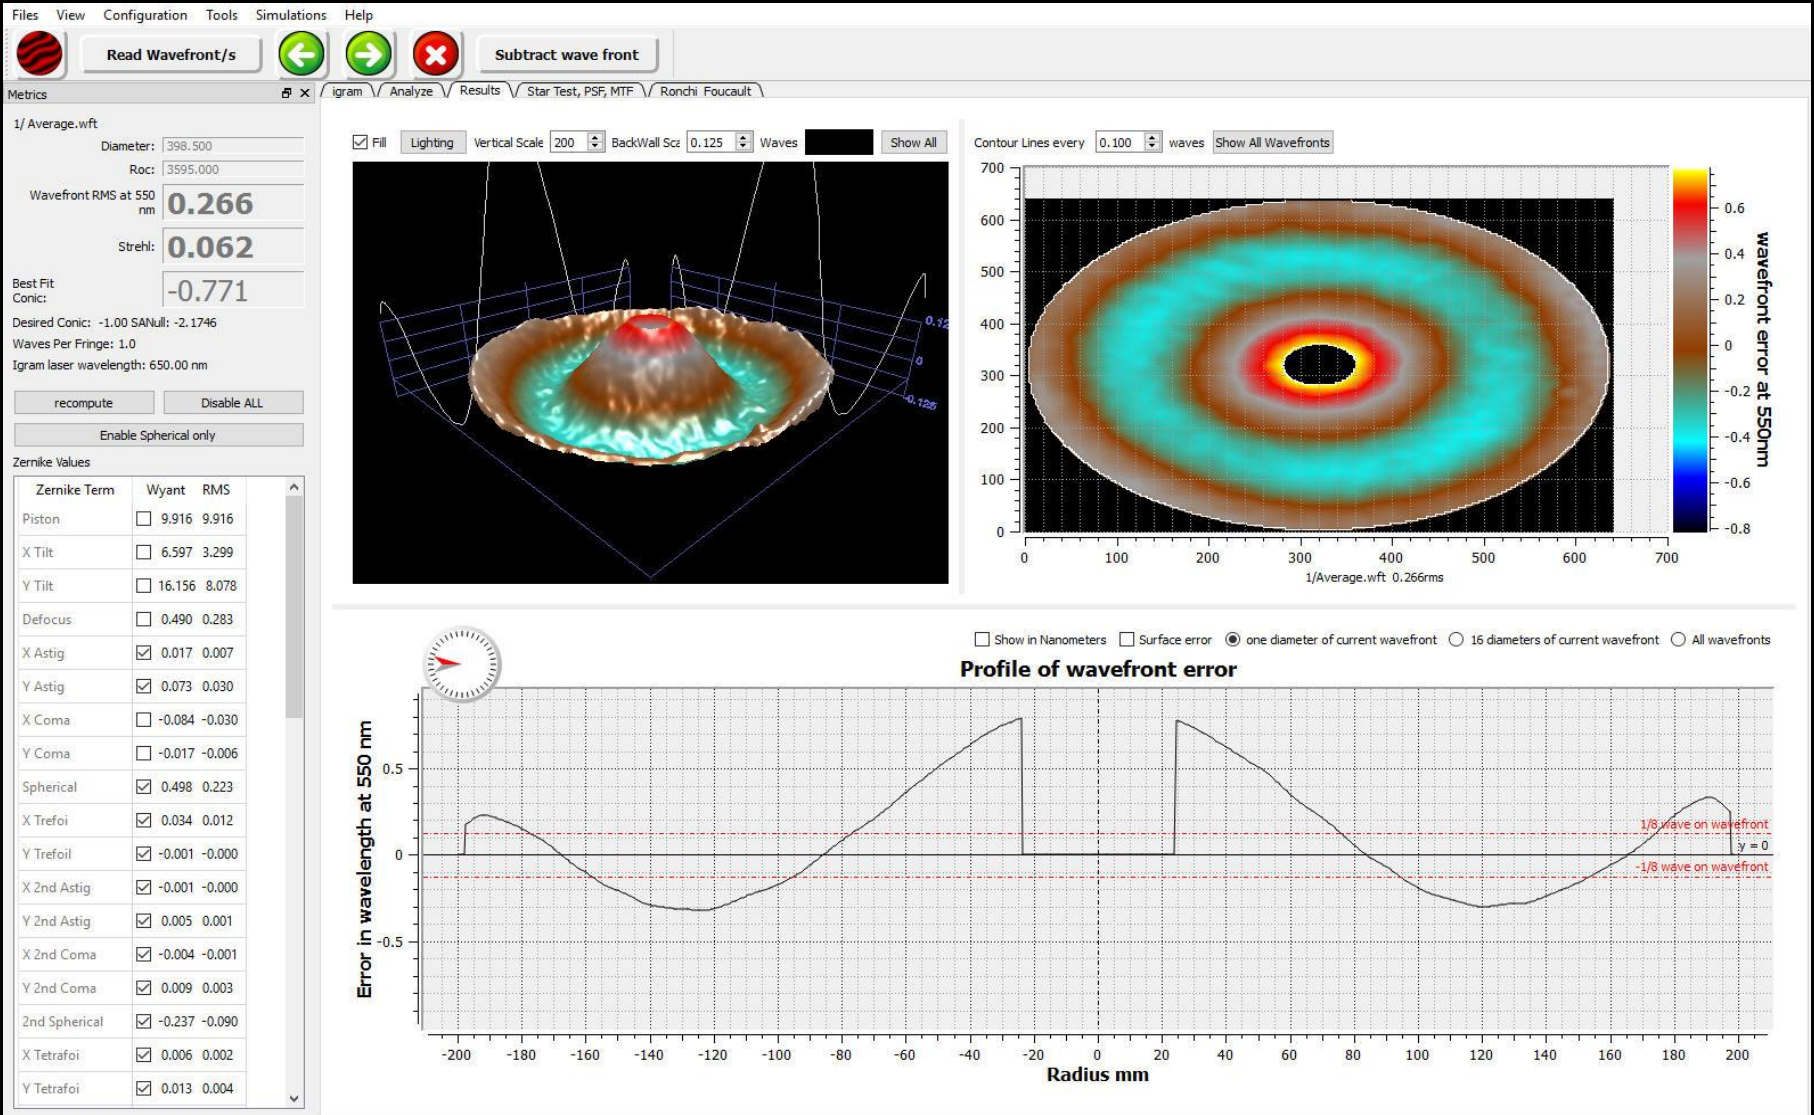 Files View Configuration Tools Simulations Help
Read Wavefront/s
Subtract wave front
Metrics
igram Analyze Results Star Test, PSF, MTF Ronchi Foucault
1/ Average.wft
Diameter: 398.500
Roc: 3595.000
Wavefront RMS at 550 nm 0.266
Strehl: 0.062
Best Fit Conic: -0.771
Desired Conic: -1.00 SANull: -2.1746
Waves Per Fringe: 1.0
Igram laser wavelength: 650.00 nm
recompute Disable ALL
Enable Spherical only
Zernike Values
Zernike Term Wyant RMS
Piston 9.916 9.916
X Tilt 6.597 3.299
Y Tilt 16.156 8.078
Defocus 0.490 0.283
X Astig 0.017 0.007
Y Astig 0.073 0.030
X Coma -0.084 -0.030
Y Coma -0.017 -0.006
Spherical 0.498 0.223
X Trefoi 0.034 0.012
Y Trefoil -0.001 -0.000
X 2nd Astig -0.001 -0.000
Y 2nd Astig 0.005 0.001
X 2nd Coma -0.004 -0.001
Y 2nd Coma 0.009 0.003
2nd Spherical -0.237 -0.090
X Tetrafoi 0.006 0.002
Y Tetrafoi 0.013 0.004
Fill Lighting Vertical Scale 200 BackWall Sca 0.125 Waves Show All
0.12
0
-0.125
Contour Lines every 0.100 waves Show All Wavefronts
700
600
500
400
300
200
100
0
0 100 200 300 400 500 600 700
1/Average.wft 0.266rms
0.6
0.4
0.2
0
-0.2
-0.4
-0.6
-0.8
wavefront error at 550nm
Show in Nanometers Surface error one diameter of current wavefront 16 diameters of current wavefront All wavefronts
Profile of wavefront error
Error in wavelength at 550 nm
0.5
0
-0.5
1/8 wave on wavefront
y = 0
-1/8 wave on wavefront
-200 -180 -160 -140 -120 -100 -80 -60 -40 -20 0 20 40 60 80 100 120 140 160 180 200
Radius mm